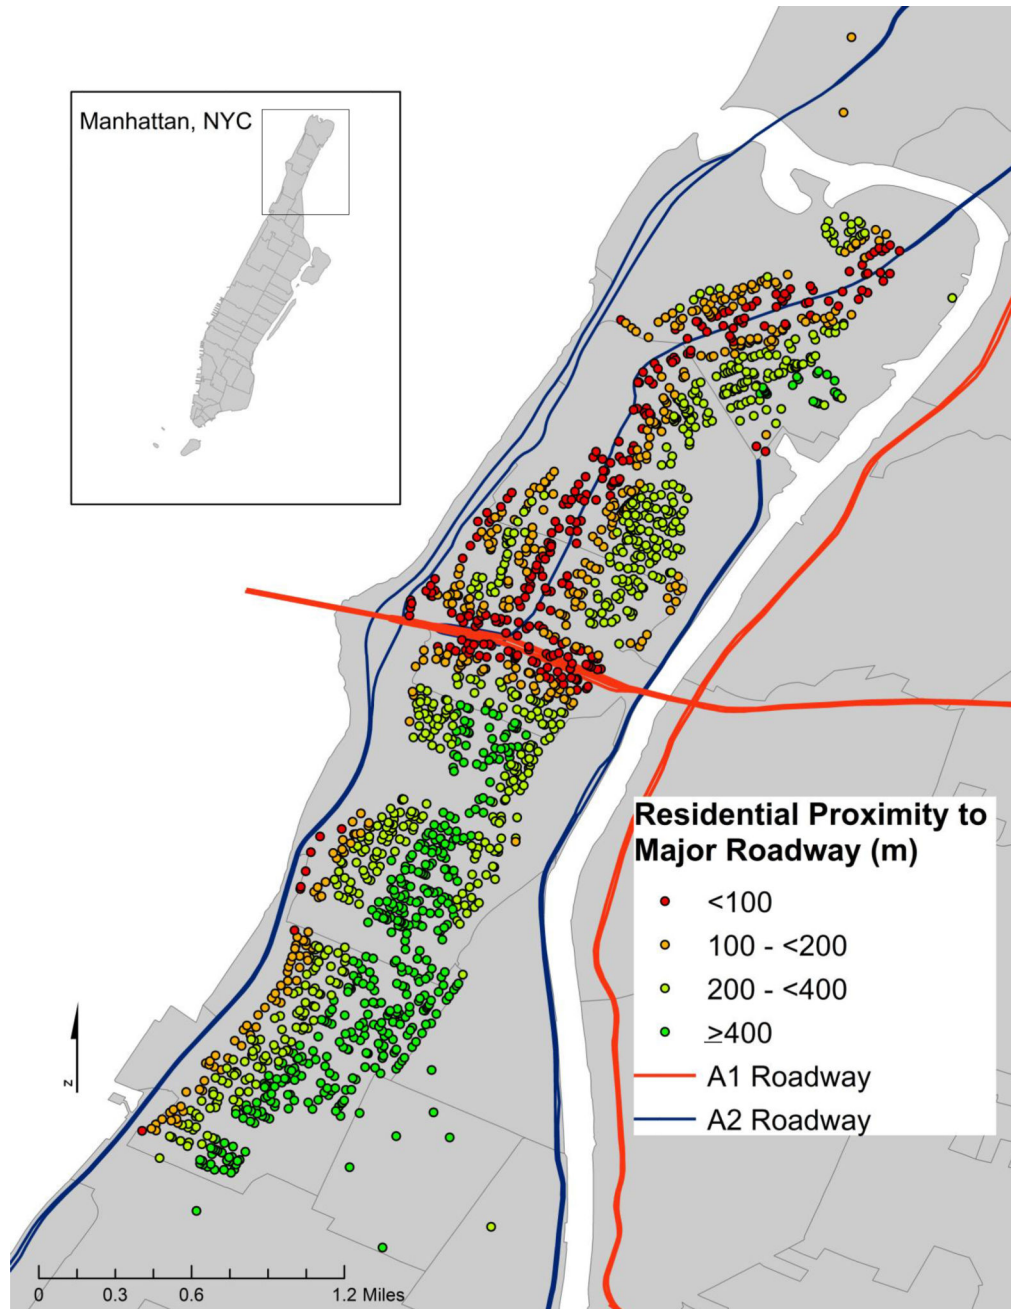 Manhattan, NYC
Residential Proximity to
Major Roadway (m)
<100
100 - <200
200 - <400
≥400
A1 Roadway
A2 Roadway
N
0 0.3 0.6 1.2 Miles